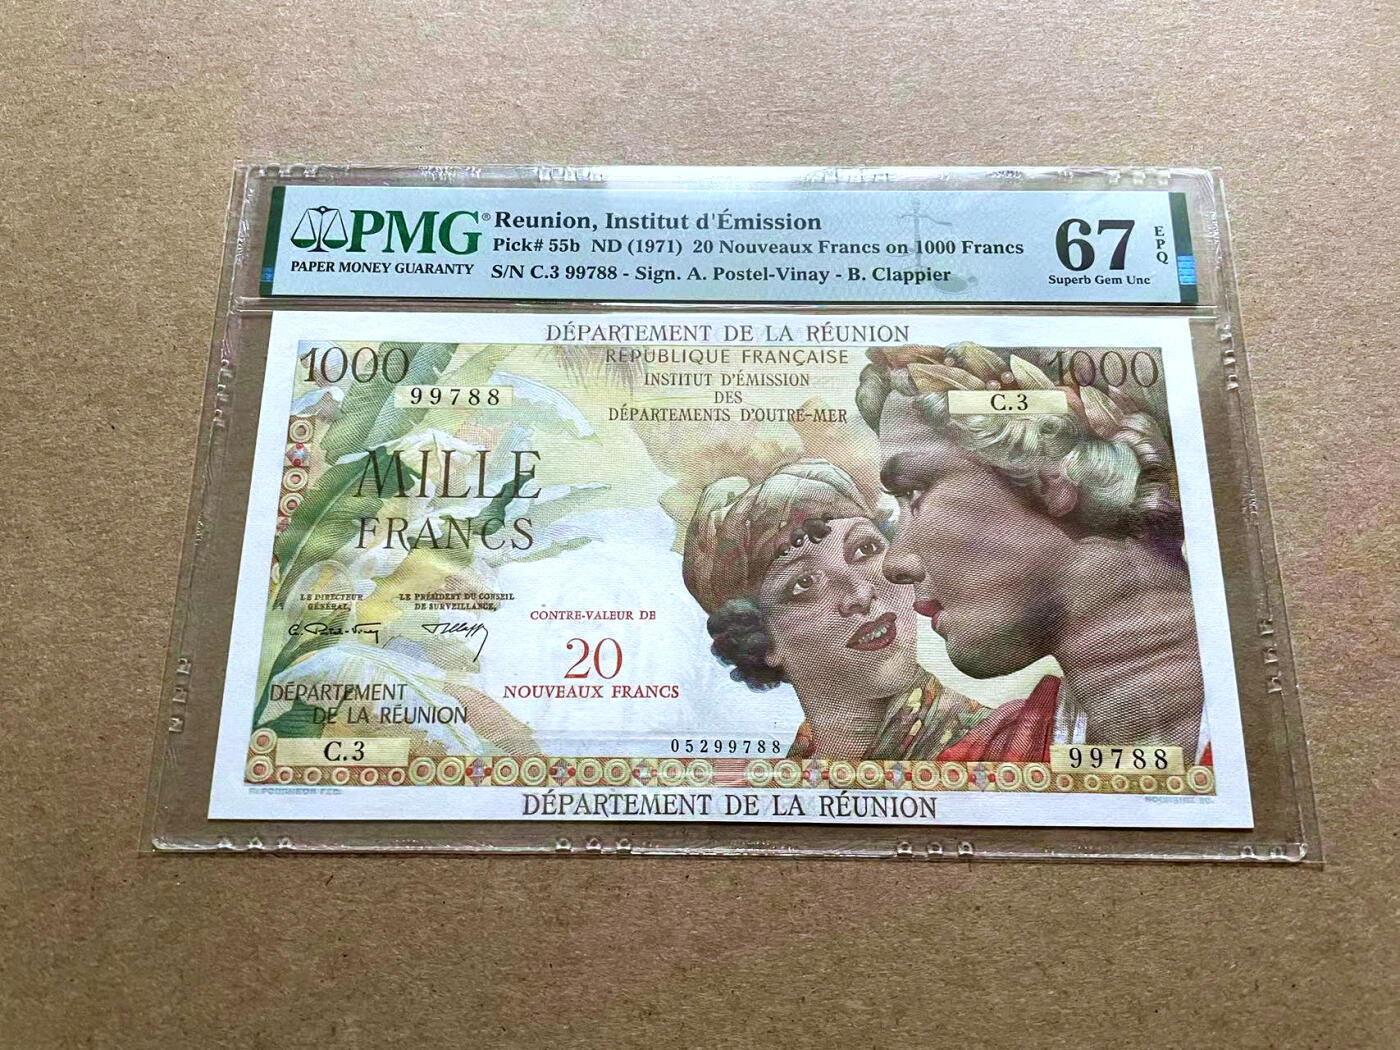 PMG®
PAPER MONEY GUARANTY
Reunion, Institut d'Émission
Pick# 55b ND (1971) 20 Nouveaux Francs on 1000 Francs
S/N C.3 99788 - Sign. A. Postel-Vinay - B. Clappier
67
EPQ
Superb Gem Unc
DÉPARTEMENT DE LA RÉUNION
1000
1000
RÉPUBLIQUE FRANÇAISE
99788
INSTITUT D'ÉMISSION
DES
DÉPARTEMENTS D'OUTRE-MER
C.3
MILLE
FRANCS
LE DIRECTEUR
GÉNÉRAL,
LE PRÉSIDENT DU CONSEIL
DE SURVEILLANCE,
CONTRE-VALEUR DE
20
NOUVEAUX FRANCS
DÉPARTEMENT
DE LA RÉUNION
05299788
C.3
99788
DÉPARTEMENT DE LA RÉUNION